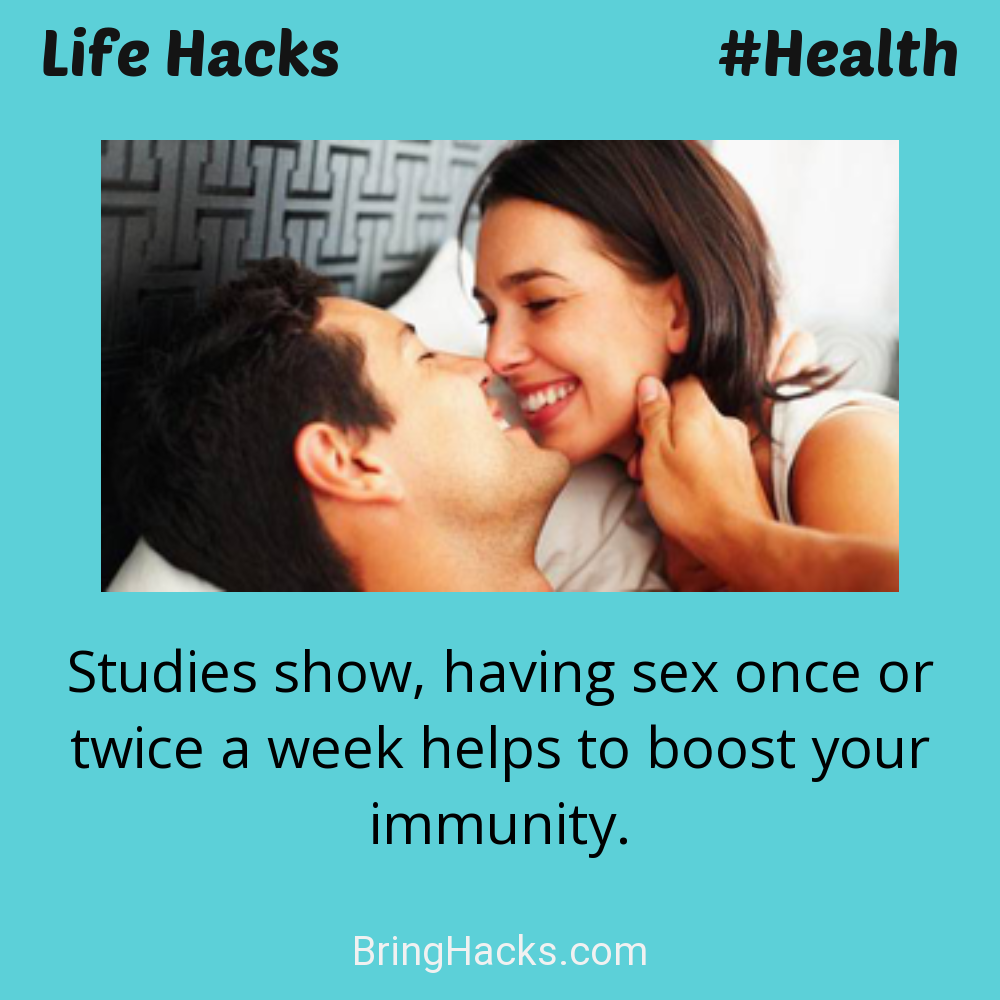 Life Hacks
#Health
Studies show, having sex once or
twice a week helps to boost your
immunity.
BringHacks.com